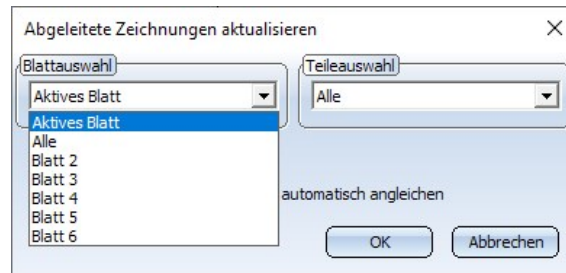 Abgeleitete Zeichnungen aktualisieren
Blattauswahl
Teileauswahl
Aktives Blatt
Alle
Aktives Blatt
Alle
Blatt 2
Blatt 3
Blatt 4
Blatt 5
Blatt 6
automatisch angleichen
OK
Abbrechen